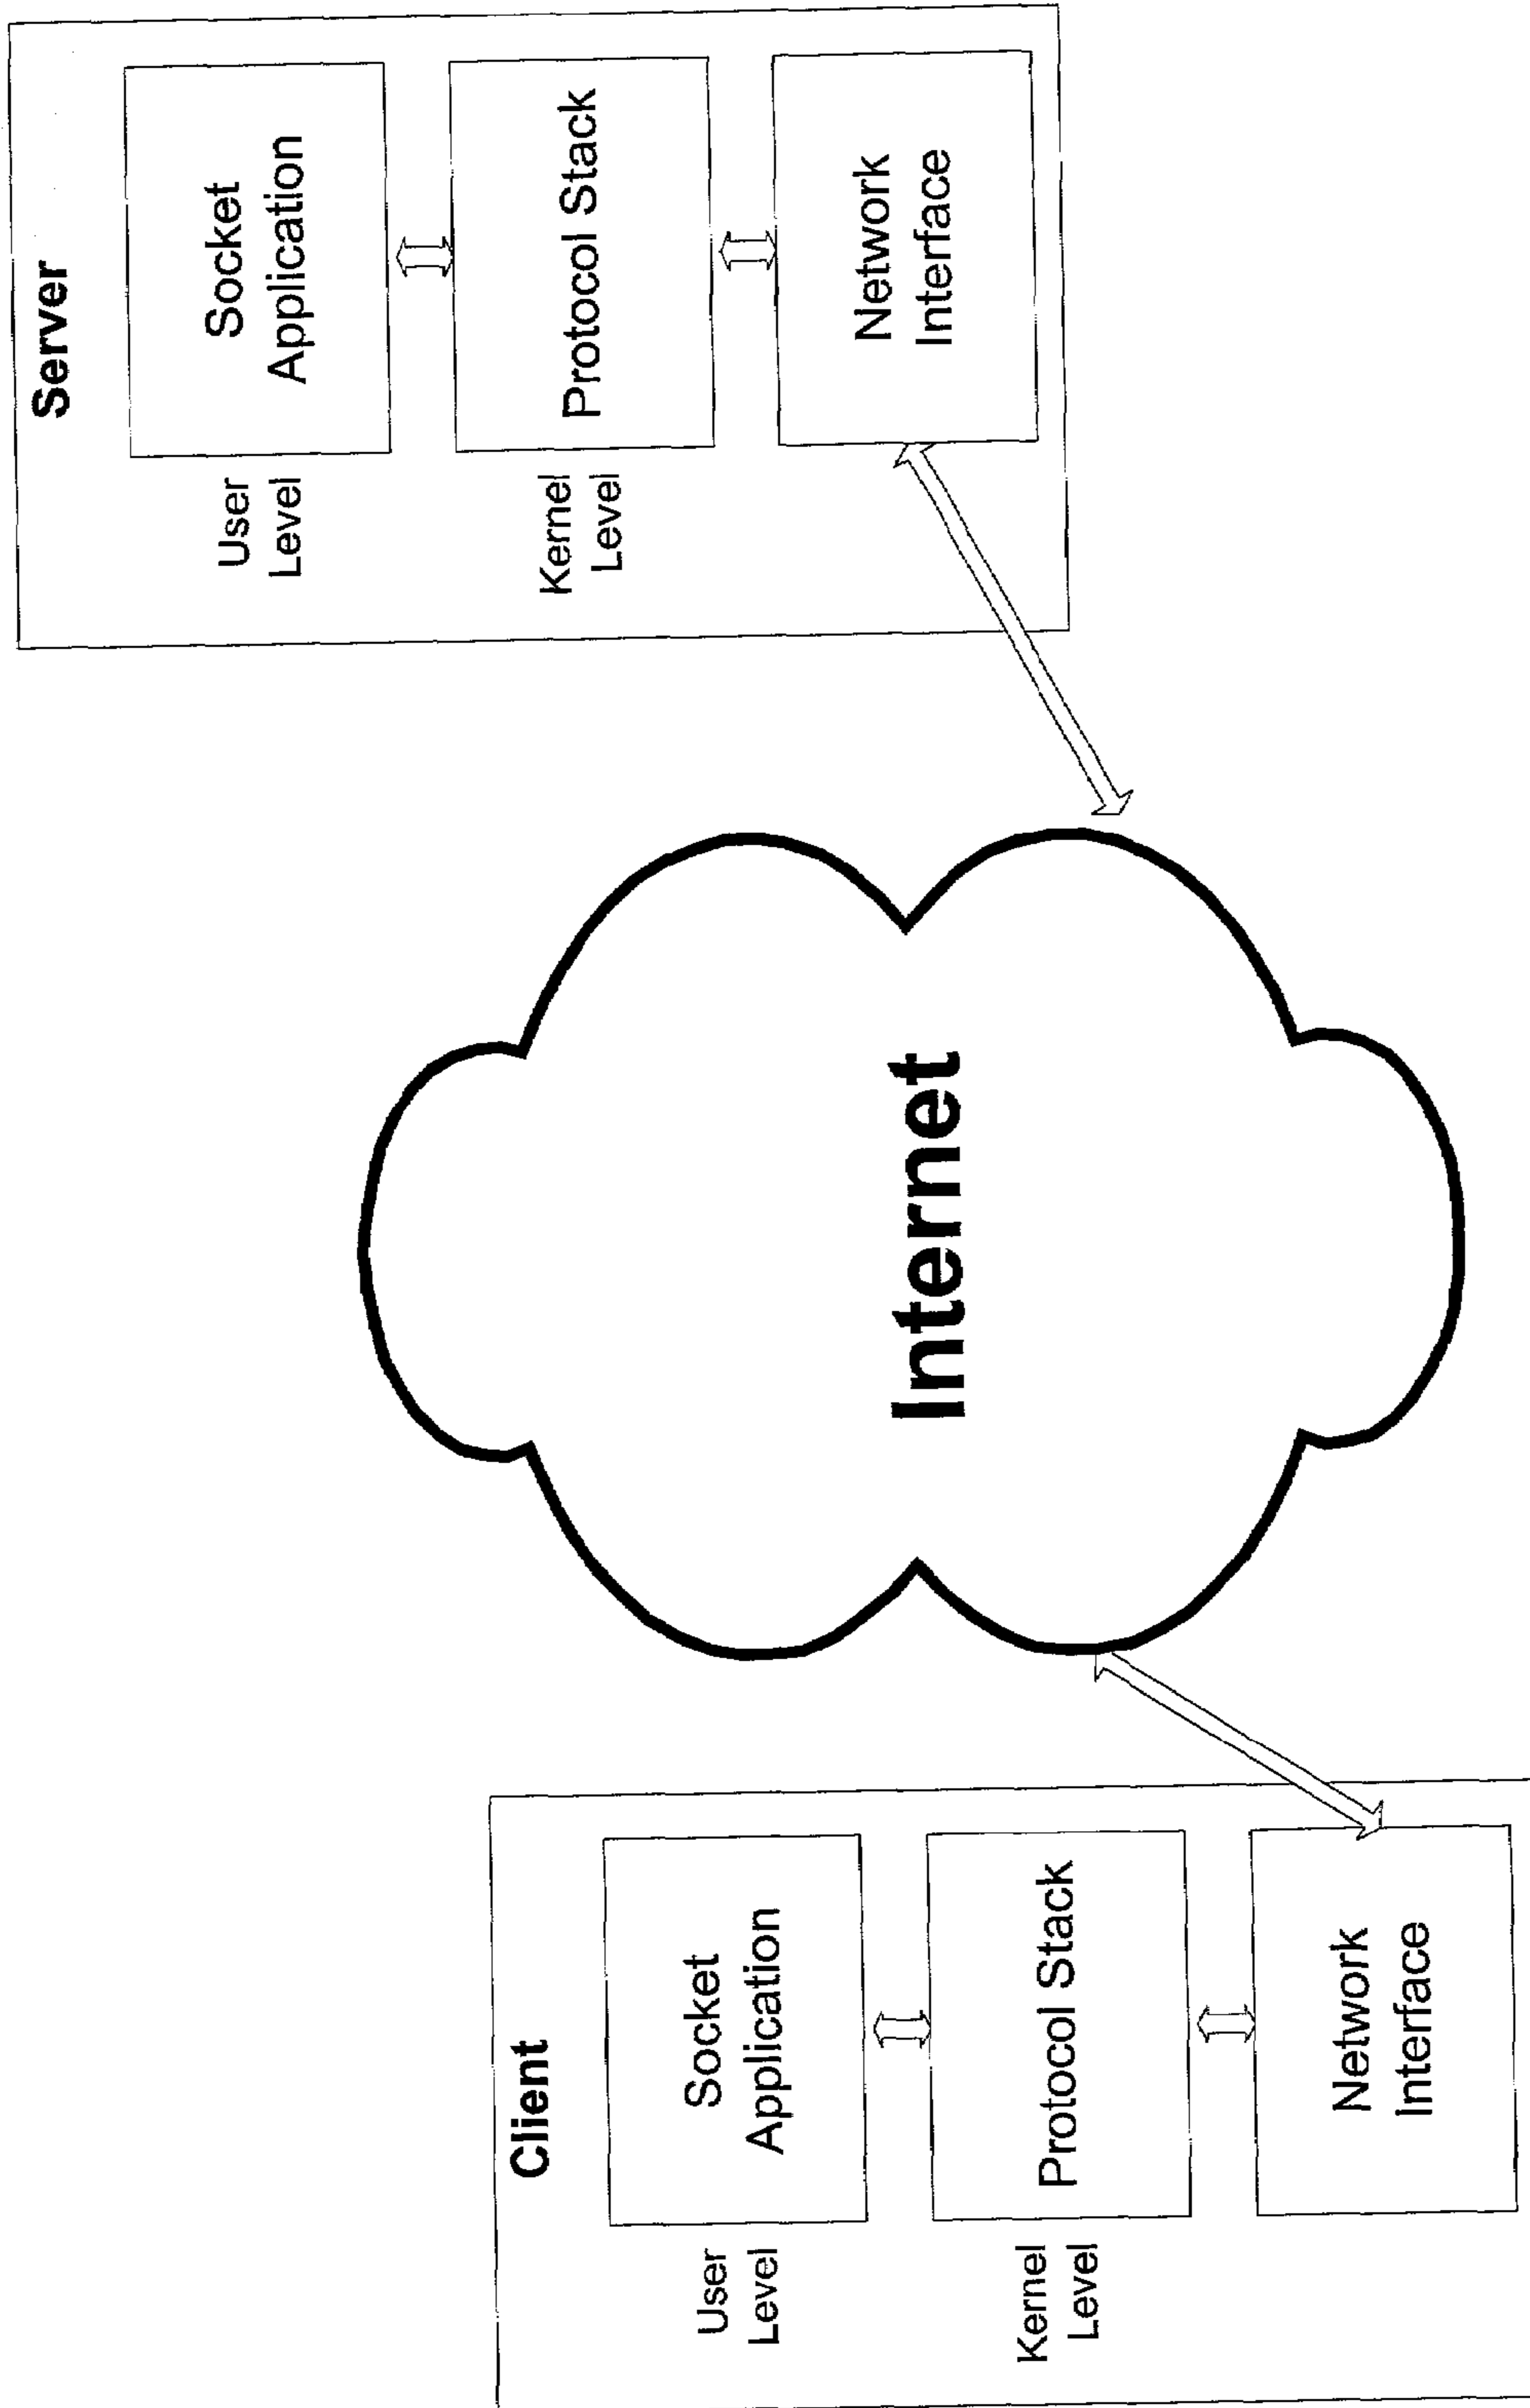 Client
User
Level
Socket
Application
Kernel
Level
Protocol Stack
Network
Interface
Internet
Server
User
Level
Socket
Application
Kernel
Level
Protocol Stack
Network
Interface